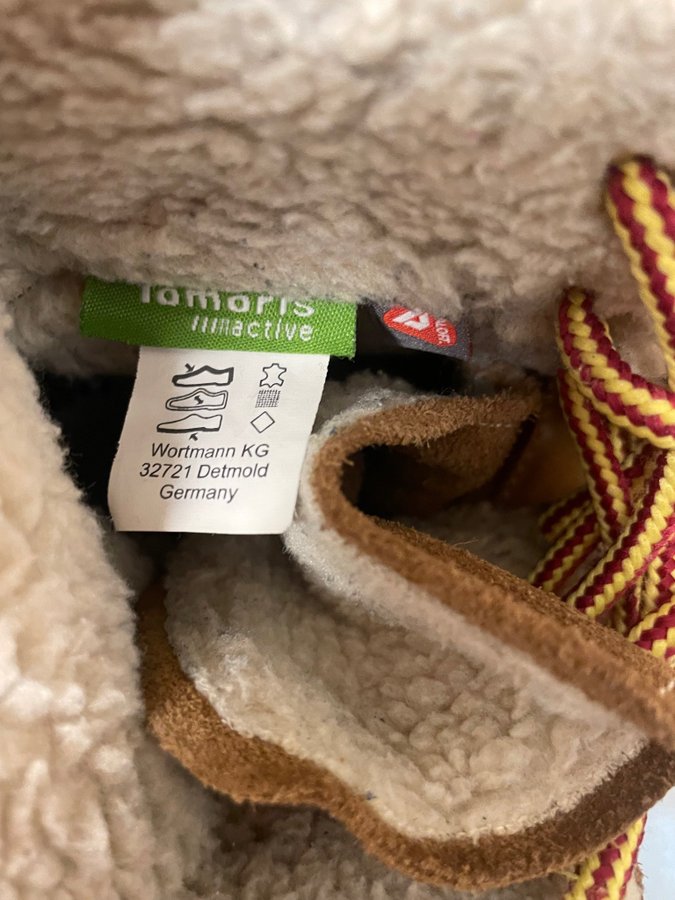 Tamaris
active
Wortmann KG
32721 Detmold
Germany